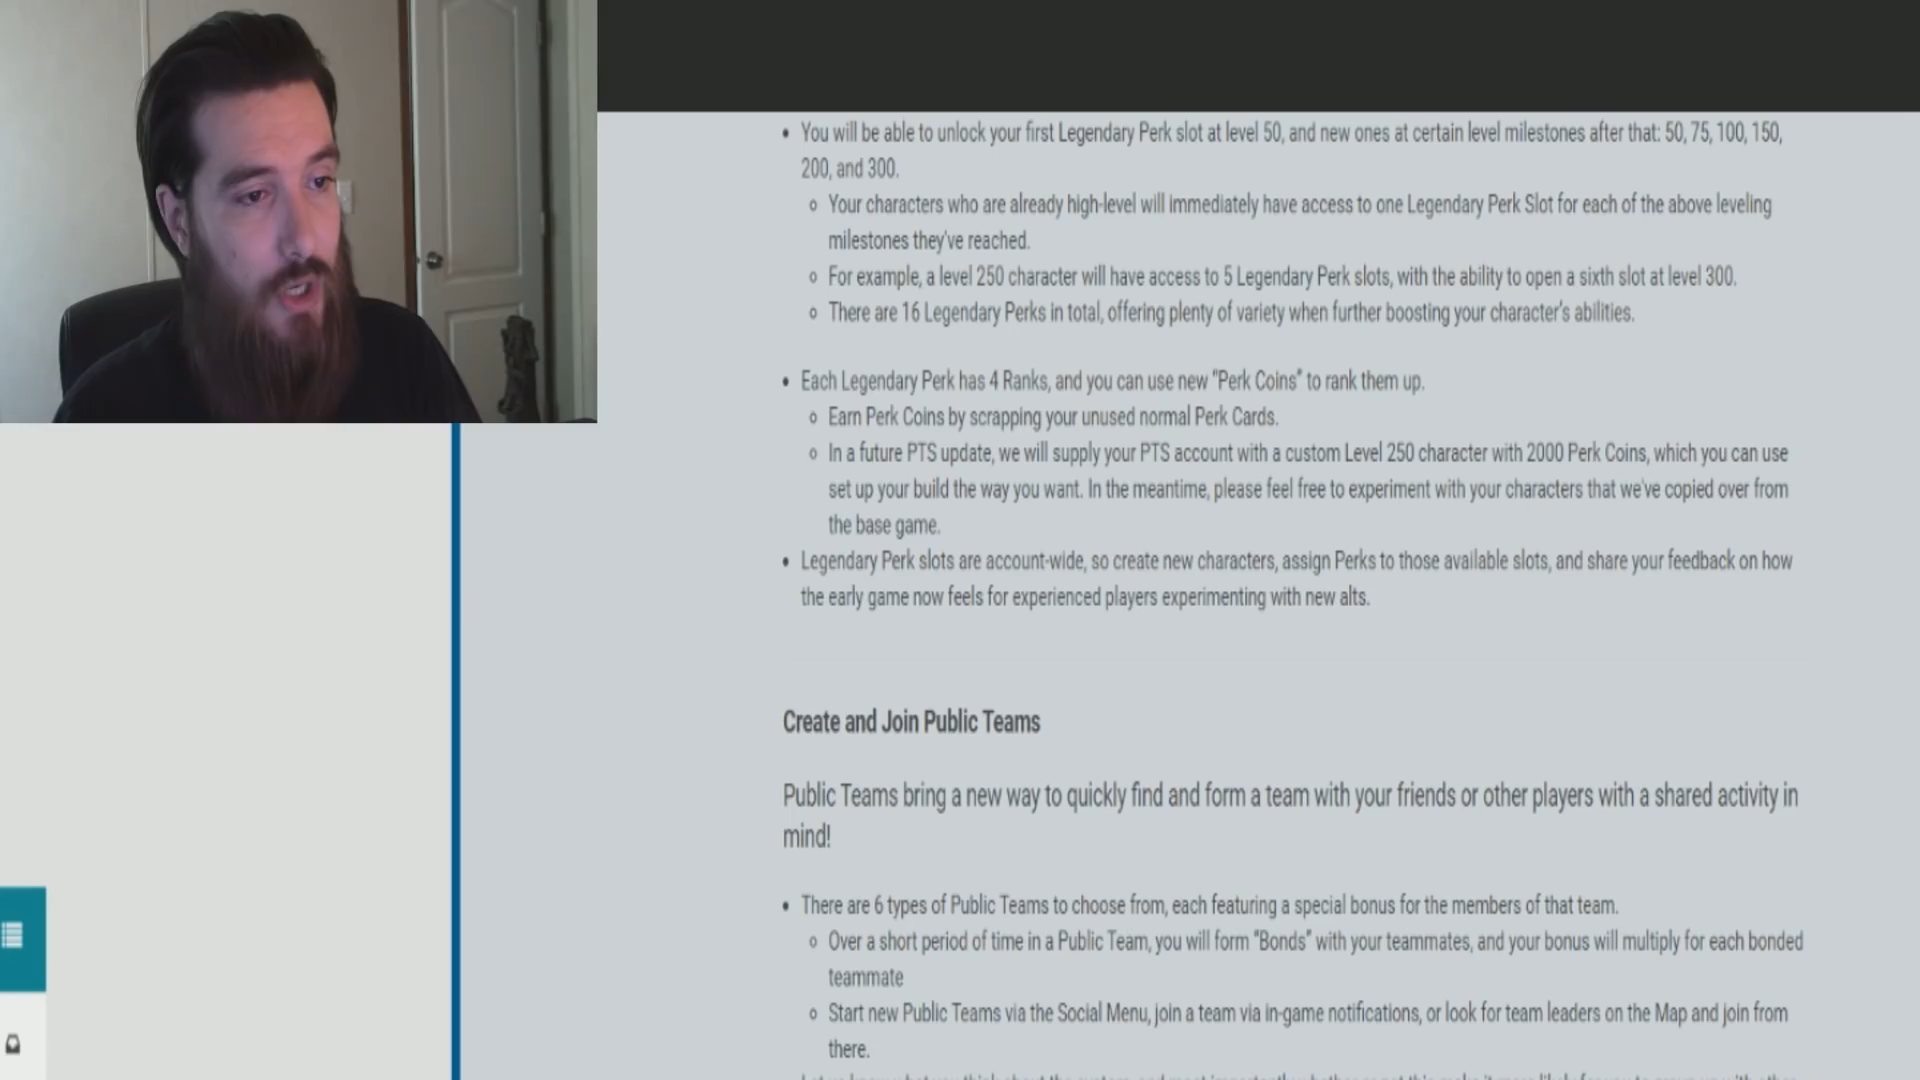 • You will be able to unlock your first Legendary Perk slot at level 50, and new ones at certain level milestones after that: 50, 75, 100, 150,
200, and 300.
◦ Your characters who are already high-level will immediately have access to one Legendary Perk Slot for each of the above leveling
milestones they've reached.
◦ For example, a level 250 character will have access to 5 Legendary Perk slots, with the ability to open a sixth slot at level 300.
◦ There are 16 Legendary Perks in total, offering plenty of variety when further boosting your character's abilities.
• Each Legendary Perk has 4 Ranks, and you can use new "Perk Coins" to rank them up.
◦ Earn Perk Coins by scrapping your unused normal Perk Cards.
◦ In a future PTS update, we will supply your PTS account with a custom Level 250 character with 2000 Perk Coins, which you can use
set up your build the way you want. In the meantime, please feel free to experiment with your characters that we've copied over from
the base game.
• Legendary Perk slots are account-wide, so create new characters, assign Perks to those available slots, and share your feedback on how
the early game now feels for experienced players experimenting with new alts.
Create and Join Public Teams
Public Teams bring a new way to quickly find and form a team with your friends or other players with a shared activity in
mind!
• There are 6 types of Public Teams to choose from, each featuring a special bonus for the members of that team.
◦ Over a short period of time in a Public Team, you will form "Bonds" with your teammates, and your bonus will multiply for each bonded
teammate
◦ Start new Public Teams via the Social Menu, join a team via in-game notifications, or look for team leaders on the Map and join from
there.